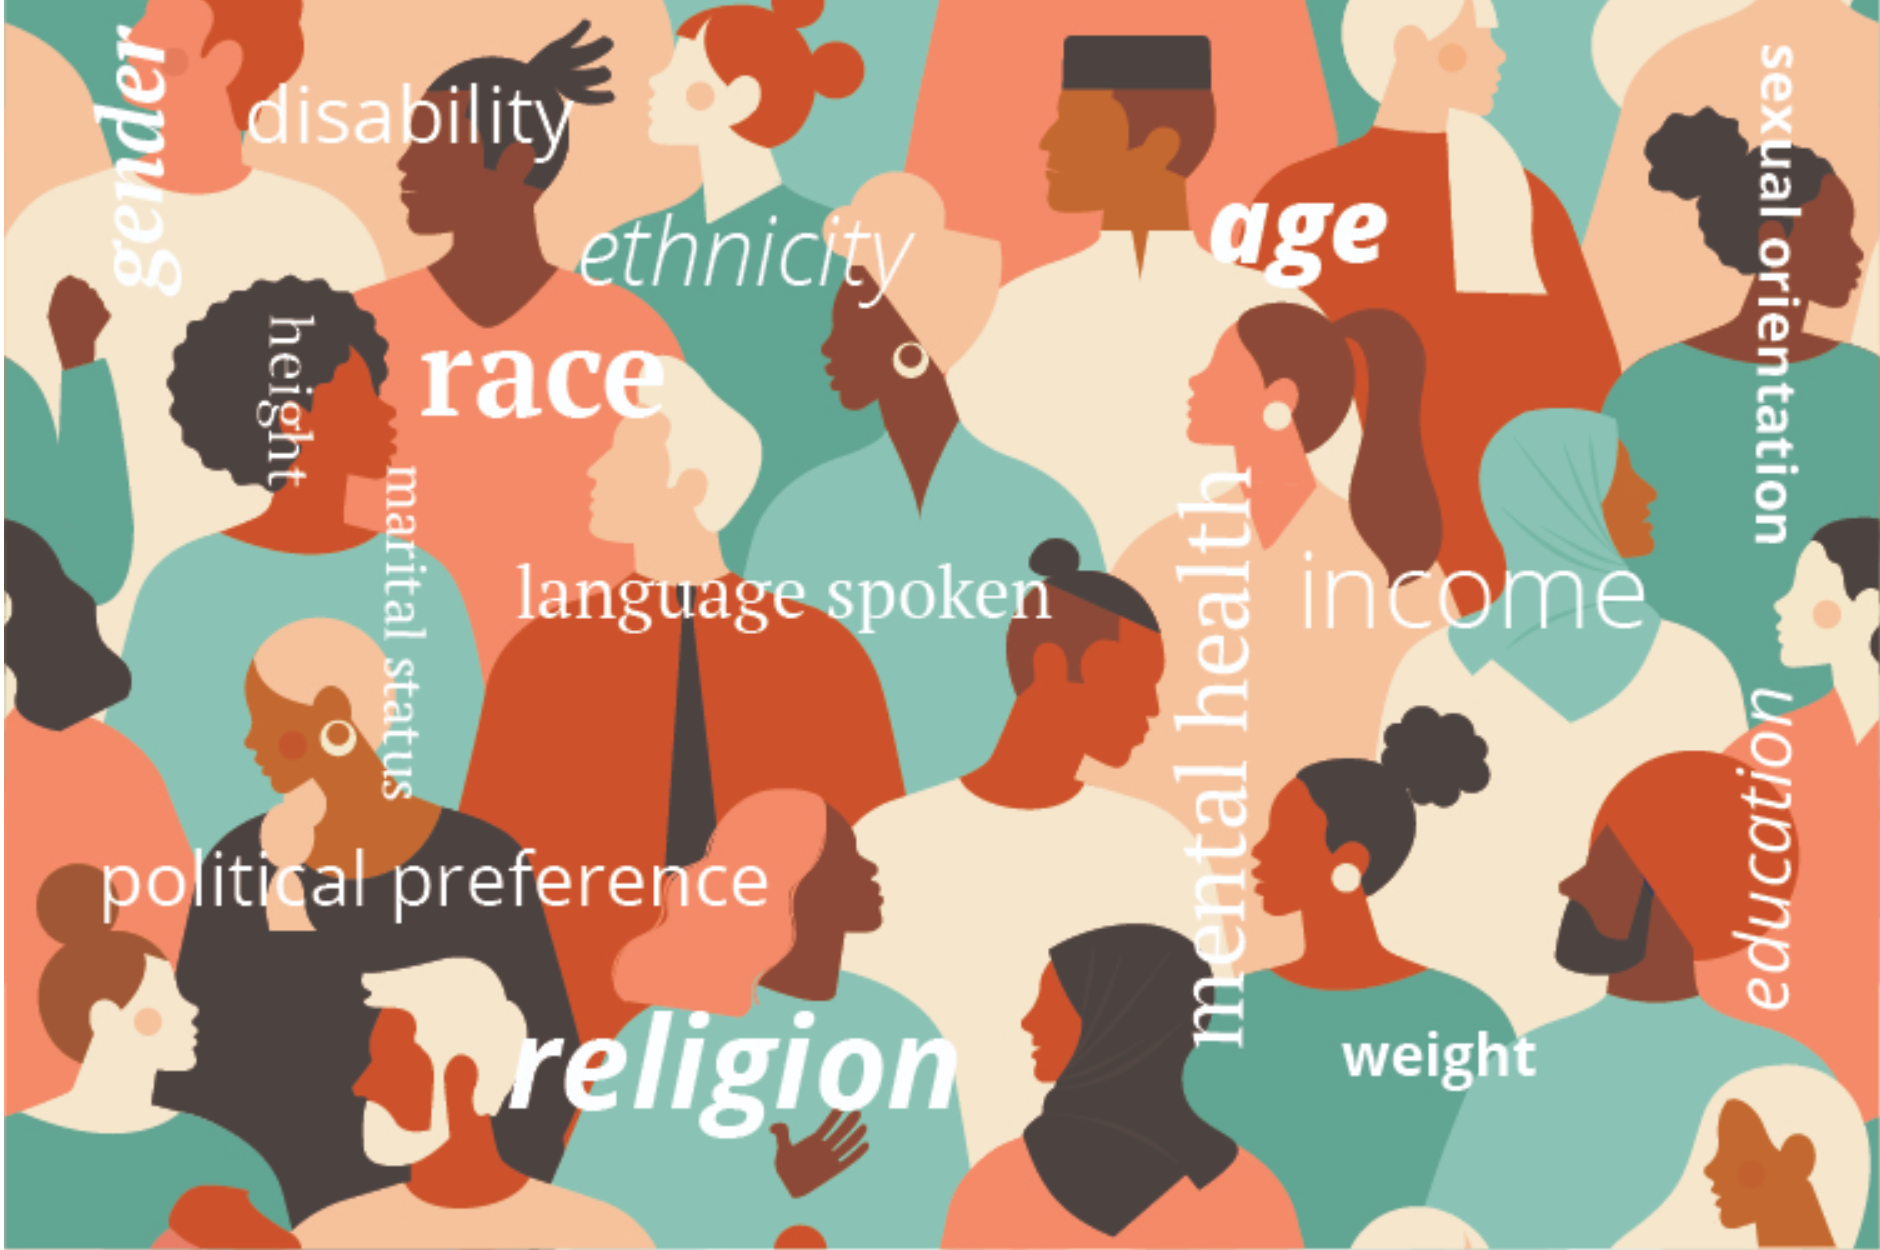 gender
disability
sexual orientation
ethnicity
age
height
race
marital status
language spoken
mental health
income
education
political preference
religion
weight